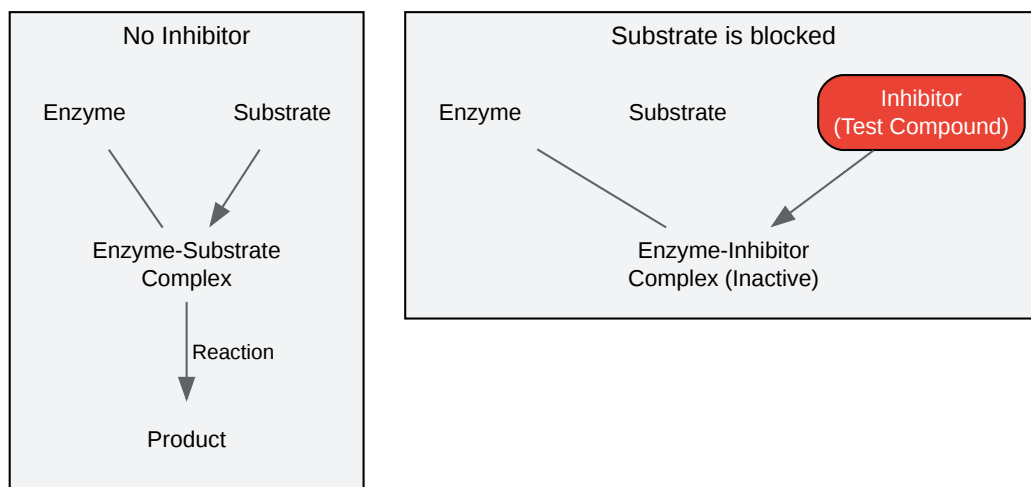 No Inhibitor
Enzyme
Substrate
Enzyme-Substrate
Complex
Reaction
Product
Substrate is blocked
Enzyme
Substrate
Inhibitor
(Test Compound)
Enzyme-Inhibitor
Complex (Inactive)